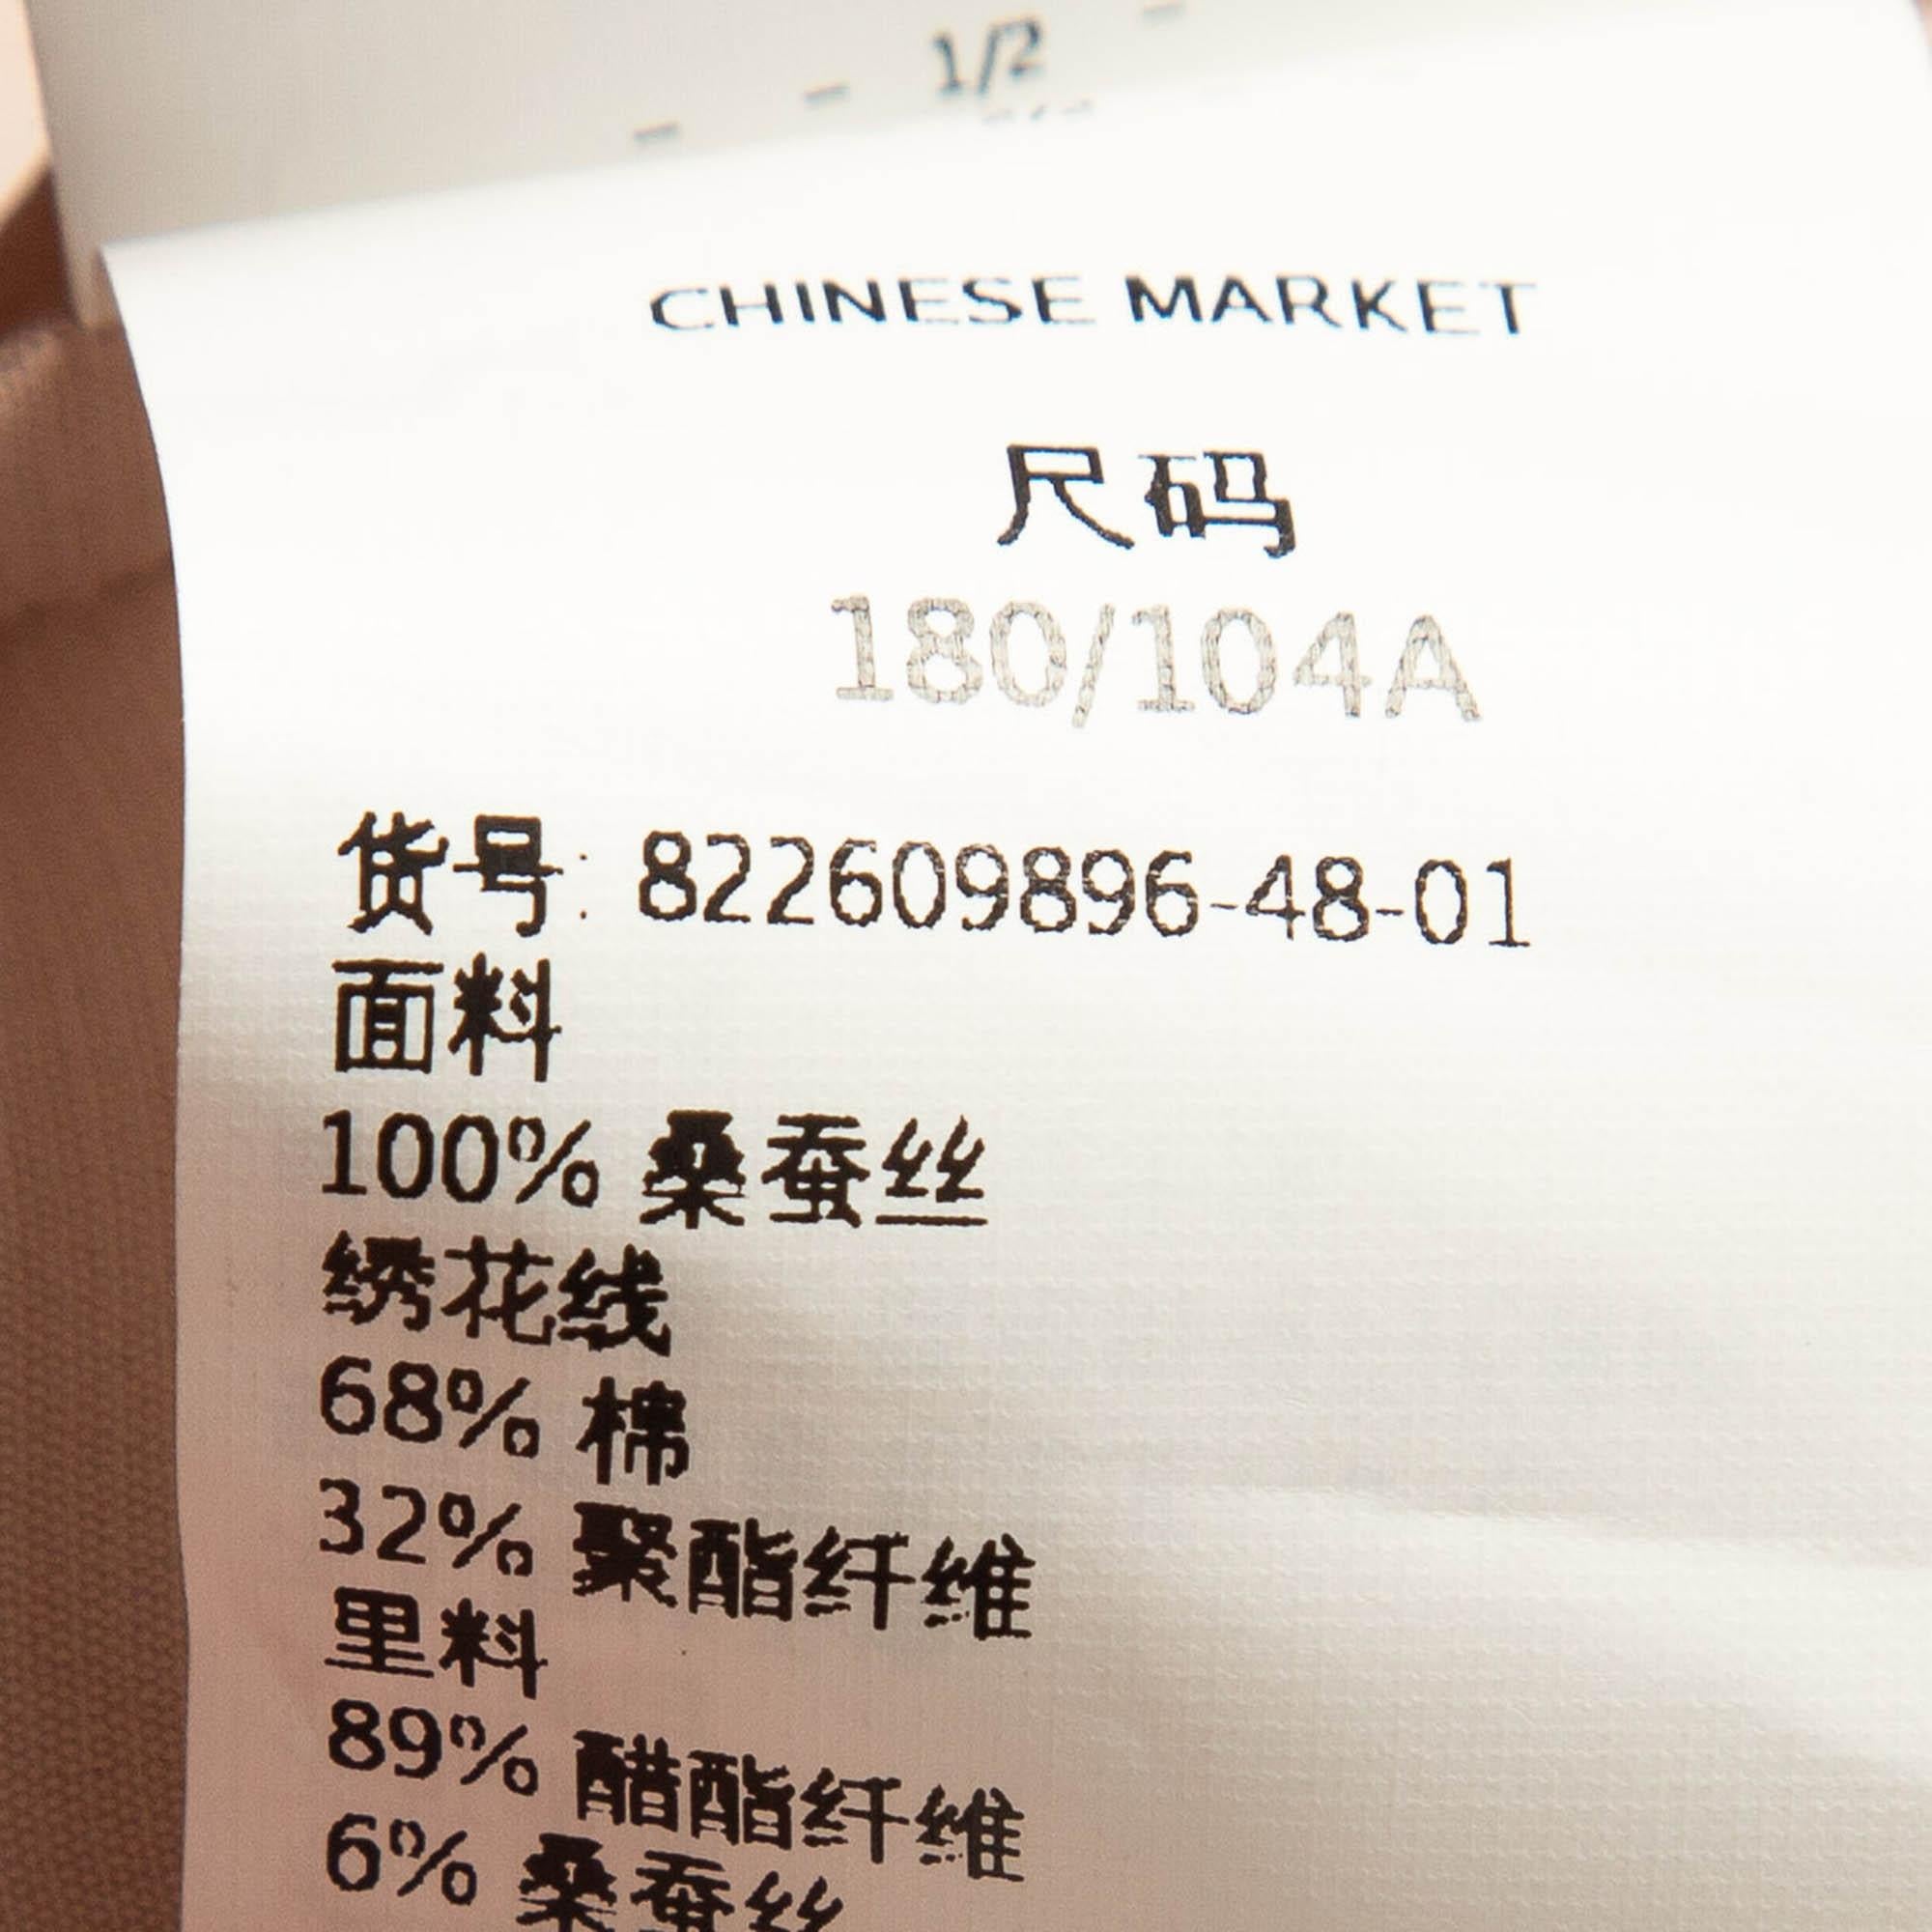 1/2
CHINESE MARKET
尺码
180/104A
货号: 822609896-48-01
面料
100% 桑蚕丝
绣花线
68% 棉
32% 聚酯纤维
里料
89% 醋酯纤维
6% 桑蚕丝